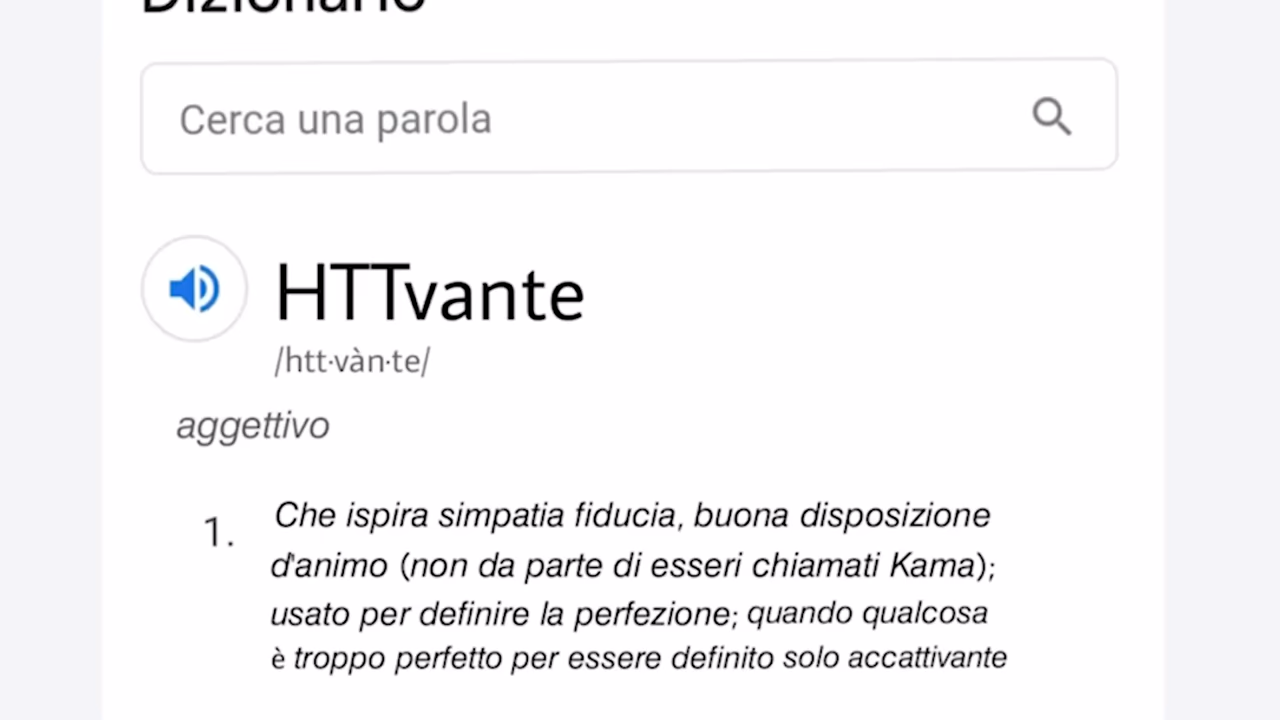 Dizionario
Cerca una parola
HTTvante
/htt·vàn·te/
aggettivo
1. Che ispira simpatia fiducia, buona disposizione
d'animo (non da parte di esseri chiamati Kama);
usato per definire la perfezione; quando qualcosa
è troppo perfetto per essere definito solo accattivante